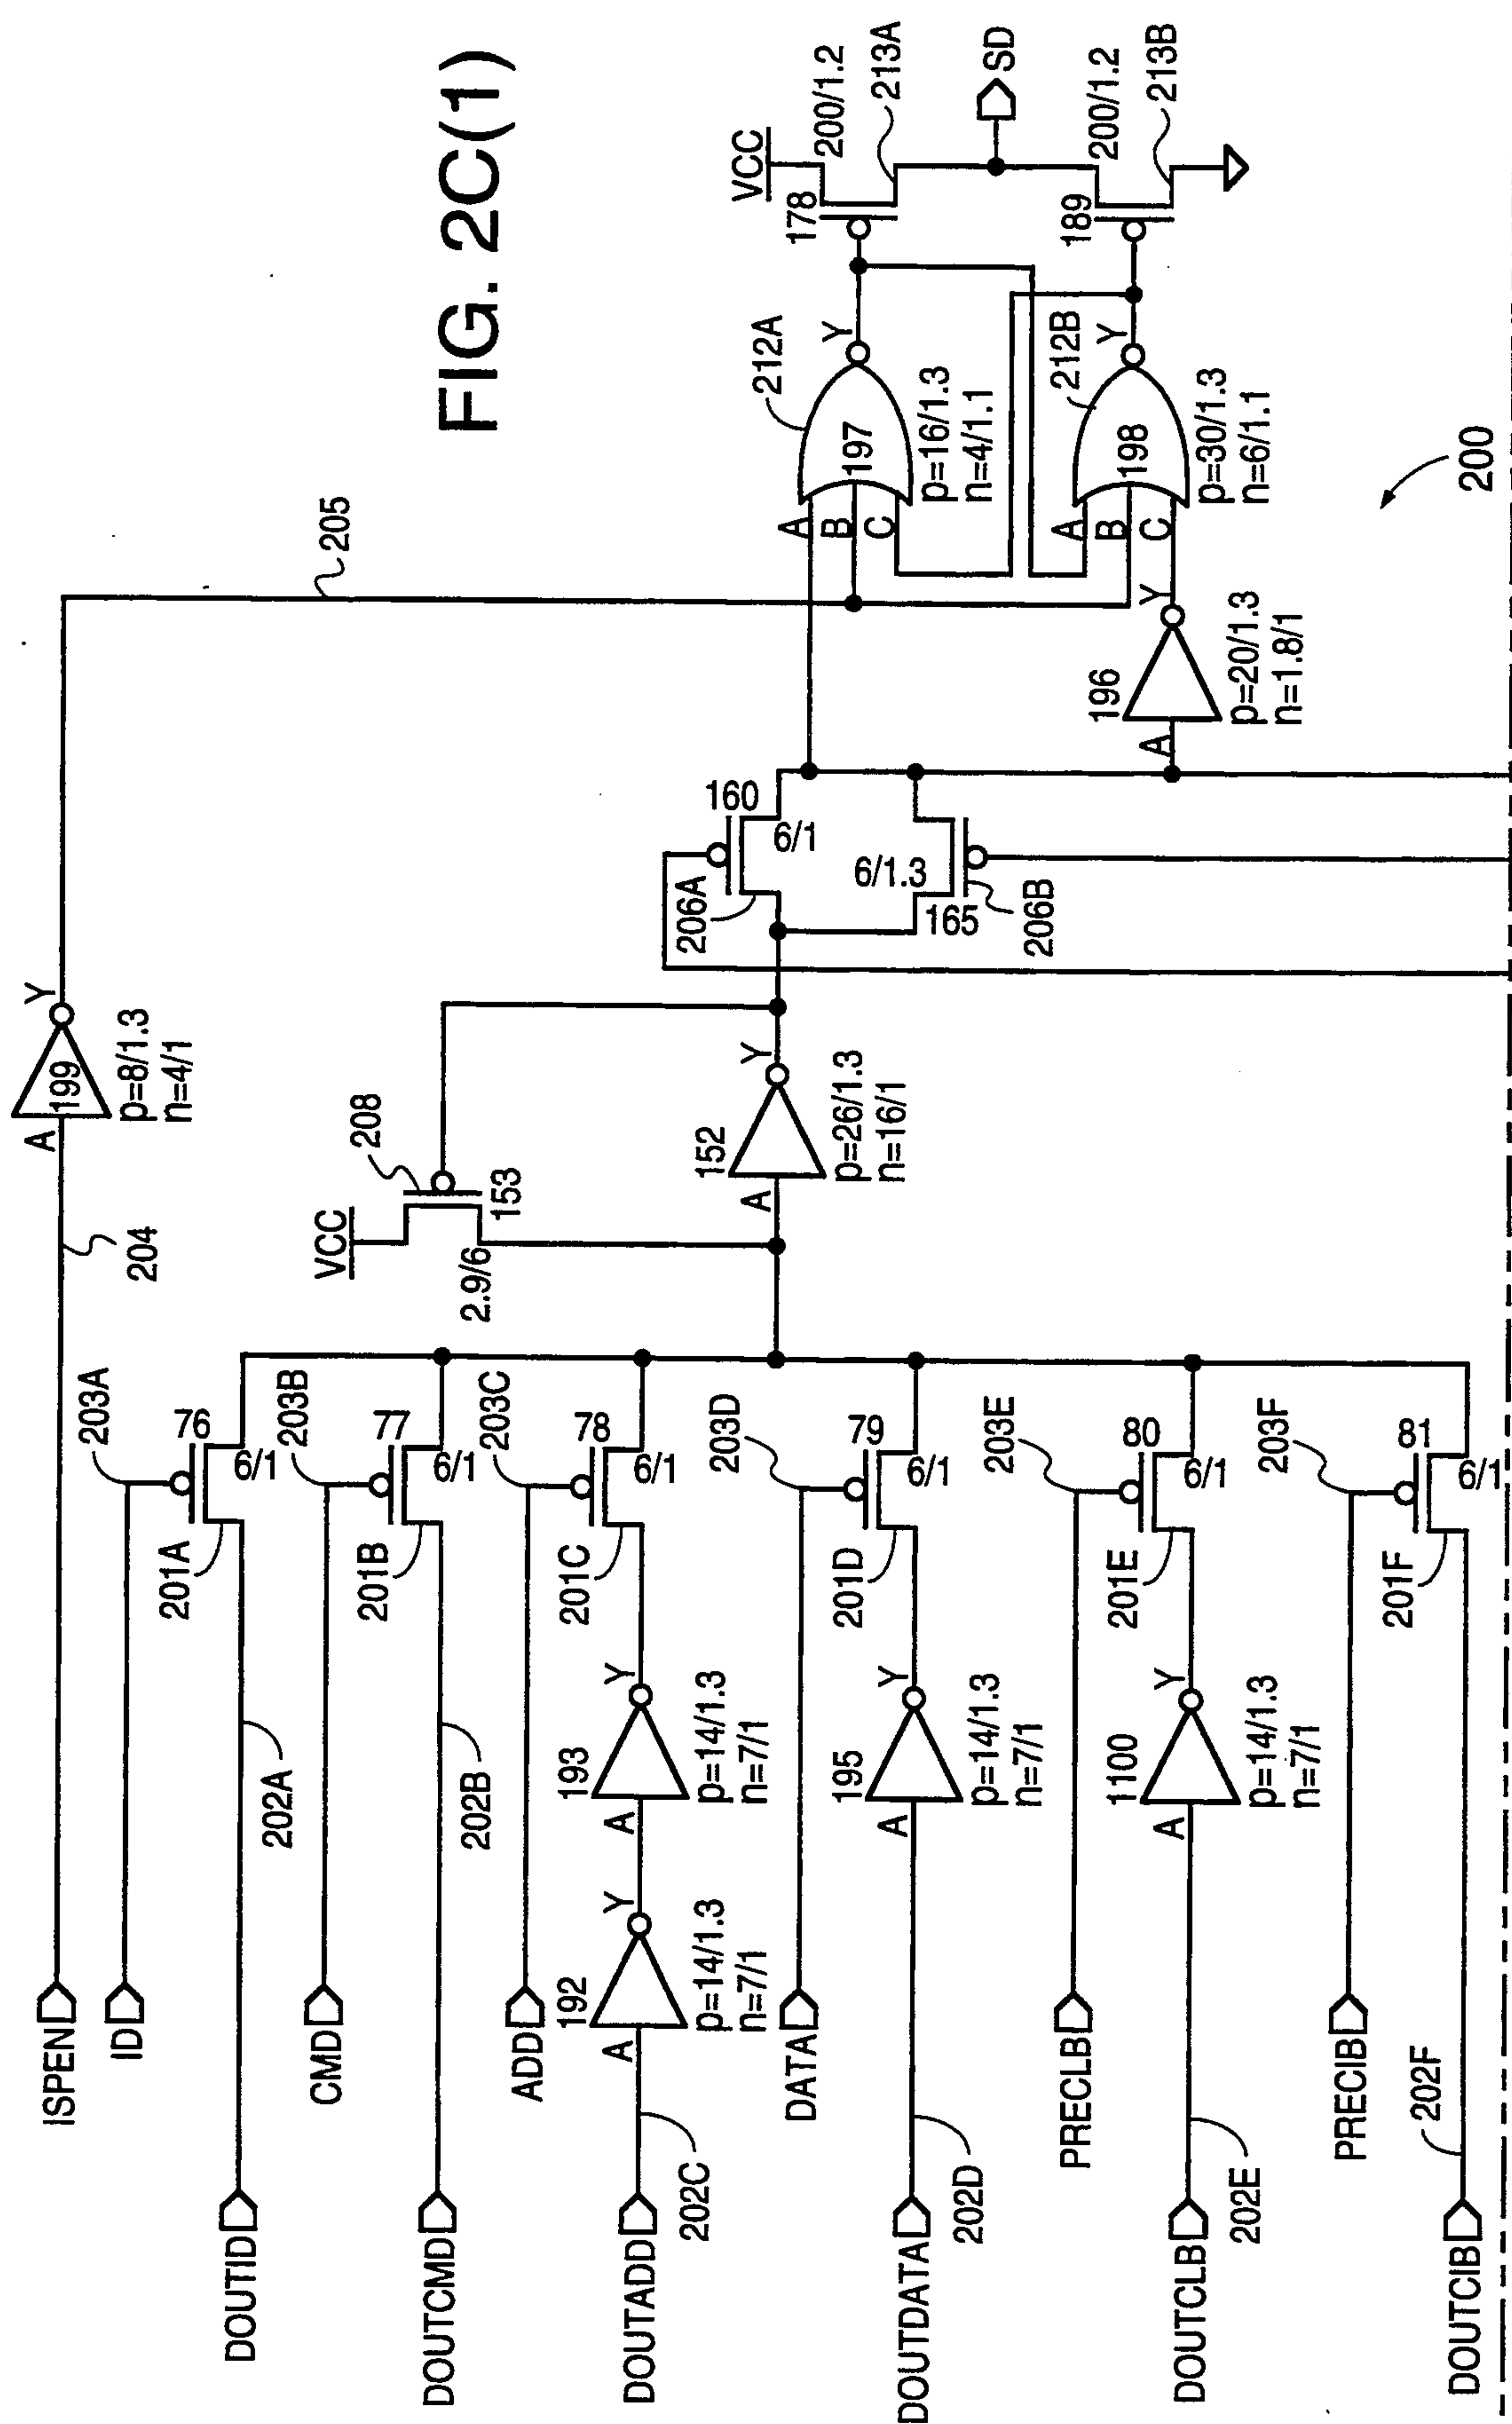 FIG. 2C(1)
ISPEN
204
A
199
Y
p=8/1.3
n=4/1
205
ID
203A
76
6/1
201A
DOUTID
202A
CMD
203B
77
6/1
201B
DOUTCMD
202B
ADD
203C
78
6/1
201C
DOUTADD
202C
A
192
Y
p=14/1.3
n=7/1
A
193
Y
p=14/1.3
n=7/1
DATA
203D
79
6/1
201D
DOUTDATA
202D
A
195
Y
p=14/1.3
n=7/1
PRECLB
203E
80
6/1
201E
DOUTCLB
202E
A
1100
Y
p=14/1.3
n=7/1
PRECIB
203F
81
6/1
201F
DOUTCIB
202F
VCC
208
153
2.9/6
A
152
Y
p=26/1.3
n=16/1
160
6/1
206A
6/1.3
165
206B
A
196
Y
p=20/1.3
n=1.8/1
A
B
C
197
Y
212A
p=16/1.3
n=4/1.1
A
B
C
198
Y
212B
p=30/1.3
n=6/1.1
VCC
178
200/1.2
213A
SD
189
200/1.2
213B
200